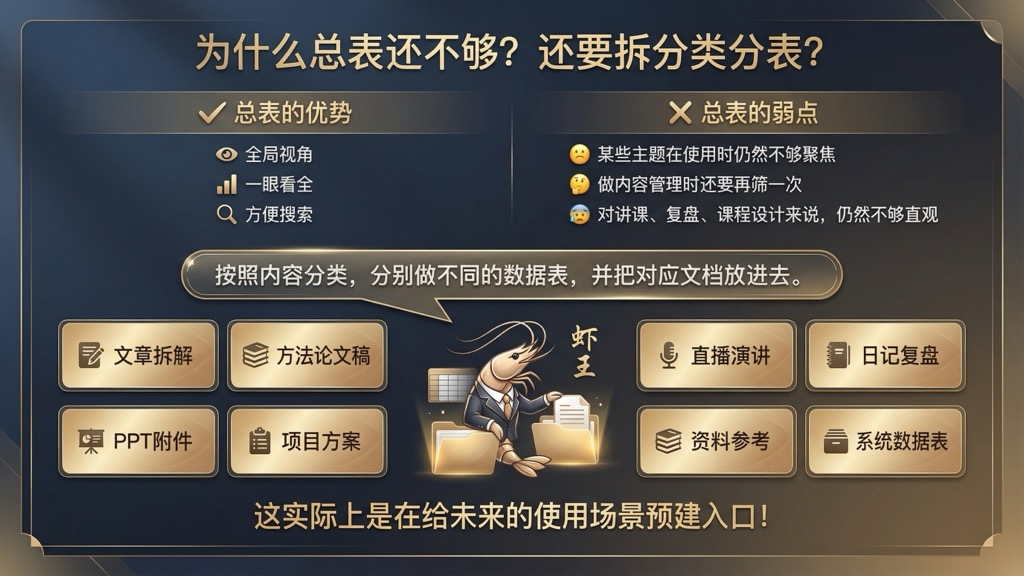 为什么总表还不够？还要拆分类分表？
总表的优势
全局视角
一眼看全
方便搜索
总表的弱点
某些主题在使用时仍然不够聚焦
做内容管理时还要再筛一次
对讲课、复盘、课程设计来说，仍然不够直观
按照内容分类，分别做不同的数据表，并把对应文档放进去。
文章拆解
方法论文稿
PPT附件
项目方案
虾王
直播演讲
日记复盘
资料参考
系统数据表
这实际上是在给未来的使用场景预建入口！